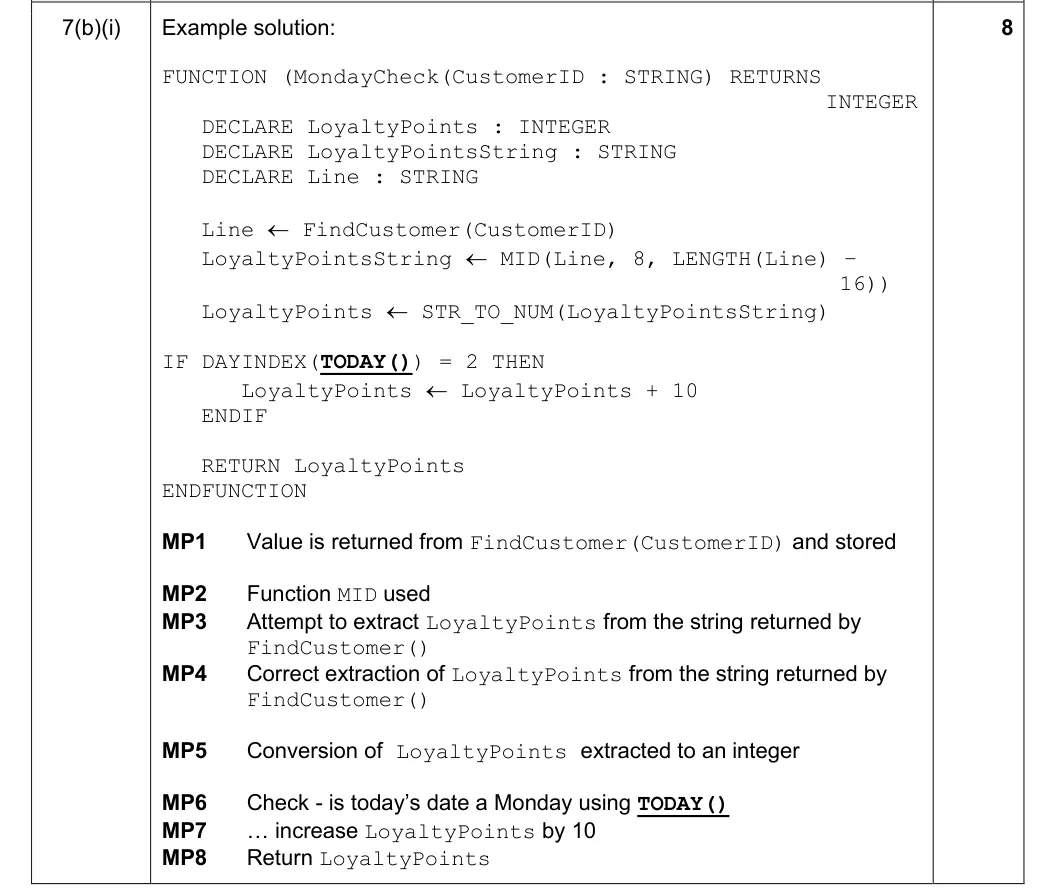 7(b)(i) Example solution: 8
FUNCTION (MondayCheck(CustomerID : STRING) RETURNS
INTEGER
DECLARE LoyaltyPoints : INTEGER
DECLARE LoyaltyPointsString : STRING
DECLARE Line : STRING
Line ← FindCustomer(CustomerID)
LoyaltyPointsString ← MID(Line, 8, LENGTH(Line) –
16))
LoyaltyPoints ← STR_TO_NUM(LoyaltyPointsString)
IF DAYINDEX(TODAY()) = 2 THEN
LoyaltyPoints ← LoyaltyPoints + 10
ENDIF
RETURN LoyaltyPoints
ENDFUNCTION
MP1 Value is returned from FindCustomer(CustomerID) and stored
MP2 Function MID used
MP3 Attempt to extract LoyaltyPoints from the string returned by
FindCustomer()
MP4 Correct extraction of LoyaltyPoints from the string returned by
FindCustomer()
MP5 Conversion of LoyaltyPoints extracted to an integer
MP6 Check - is today’s date a Monday using TODAY()
MP7 … increase LoyaltyPoints by 10
MP8 Return LoyaltyPoints